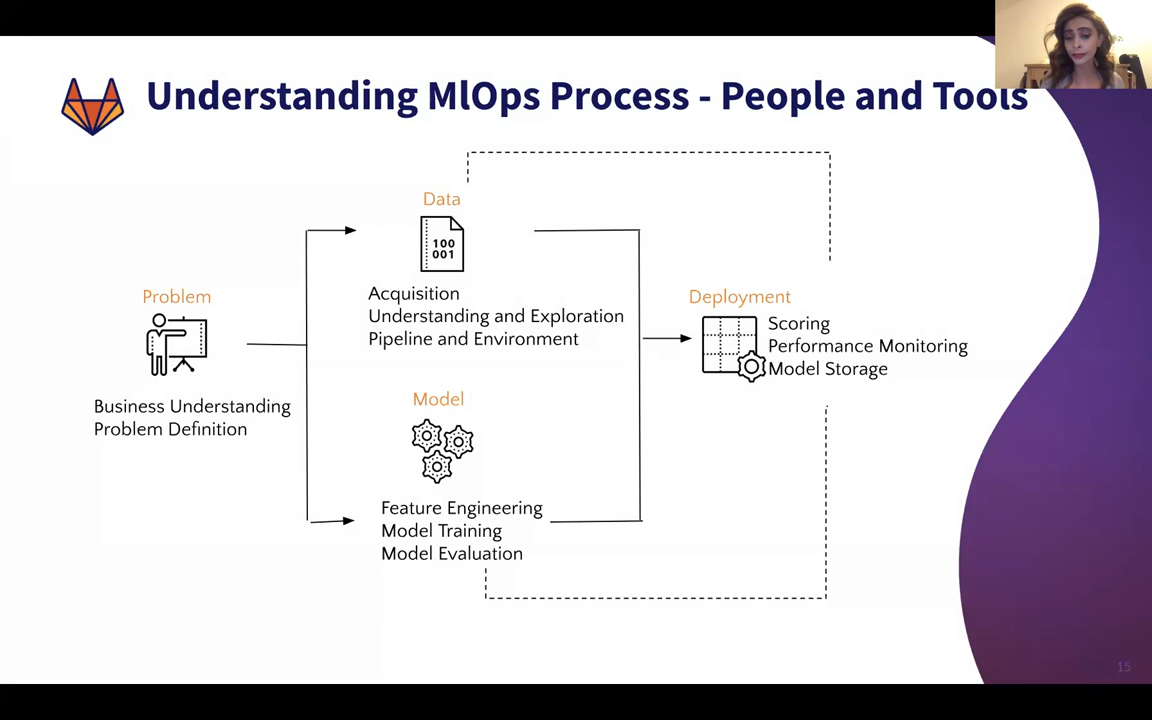 Understanding MlOps Process - People and Tools
Data
100
001
Acquisition
Understanding and Exploration
Pipeline and Environment
Problem
Business Understanding
Problem Definition
Model
Feature Engineering
Model Training
Model Evaluation
Deployment
Scoring
Performance Monitoring
Model Storage
15